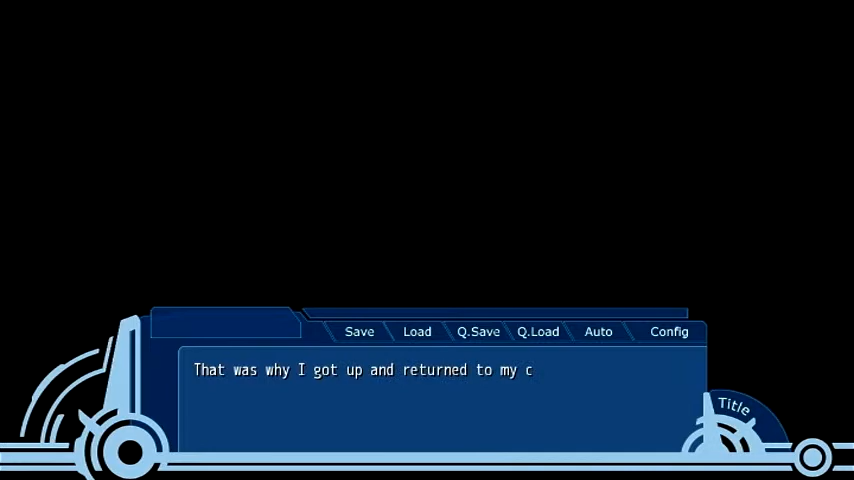 Save Load Q.Save Q.Load Auto Config
That was why I got up and returned to my c
Title